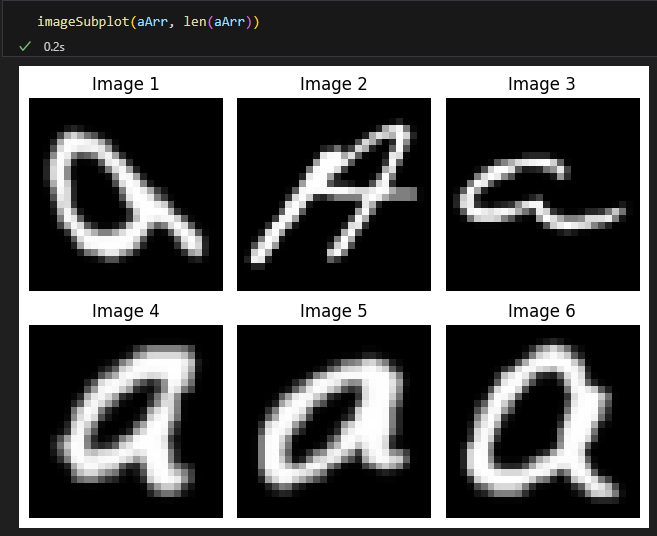 imageSubplot(aArr, len(aArr))
0.2s
Image 1 Image 2 Image 3
a A a
Image 4 Image 5 Image 6
a a a